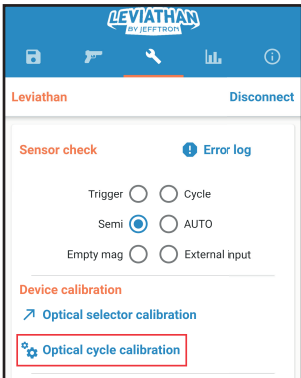 LEVIATHAN
BY JEFFTRON
Leviathan Disconnect
Sensor check Error log
Trigger Cycle
Semi AUTO
Empty mag External input
Device calibration
Optical selector calibration
Optical cycle calibration